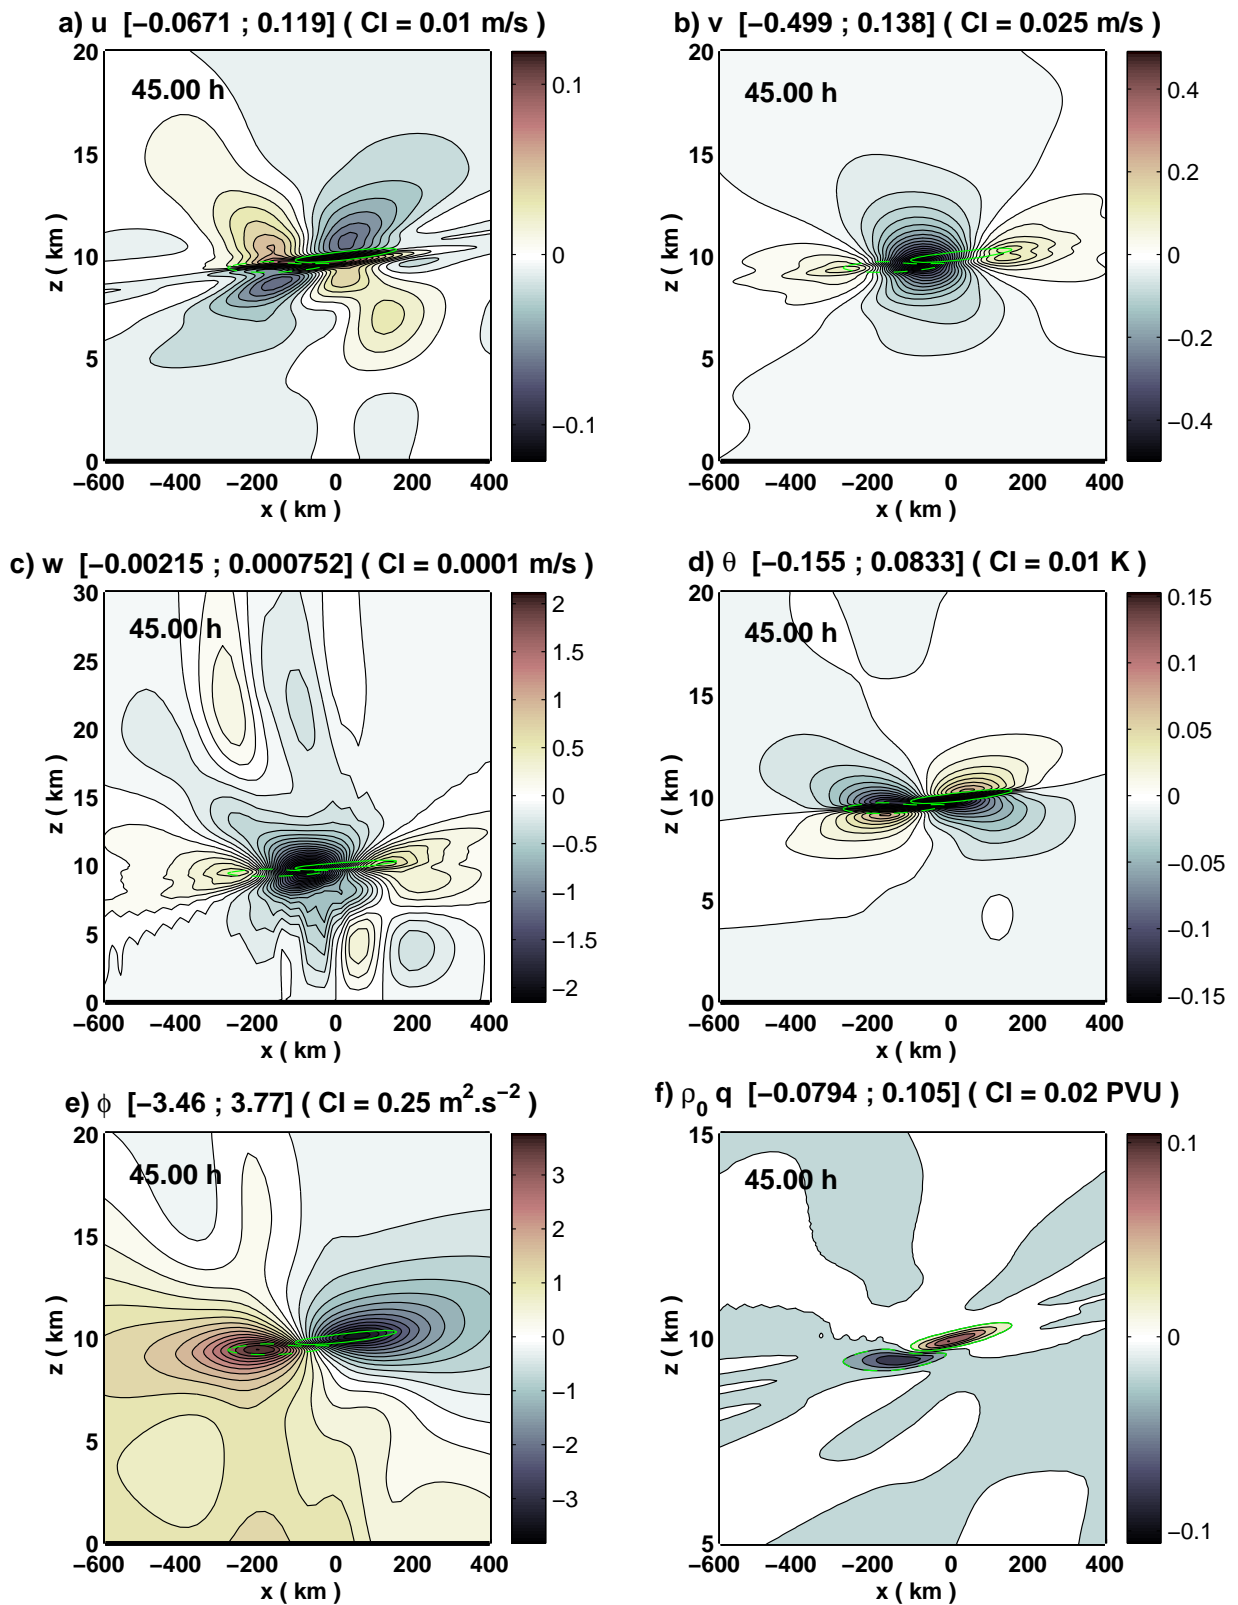 a) u [−0.0671 ; 0.119] ( CI = 0.01 m/s )
20
15
10
5
0
z ( km )
45.00 h
−600 −400 −200 0 200 400
x ( km )
0.1
0
−0.1
b) v [−0.499 ; 0.138] ( CI = 0.025 m/s )
20
15
10
5
0
z ( km )
45.00 h
−600 −400 −200 0 200 400
x ( km )
0.4
0.2
0
−0.2
−0.4
c) w [−0.00215 ; 0.000752] ( CI = 0.0001 m/s )
30
25
20
15
10
5
0
z ( km )
45.00 h
−600 −400 −200 0 200 400
x ( km )
2
1.5
1
0.5
0
−0.5
−1
−1.5
−2
d) θ [−0.155 ; 0.0833] ( CI = 0.01 K )
20
15
10
5
0
z ( km )
45.00 h
−600 −400 −200 0 200 400
x ( km )
0.15
0.1
0.05
0
−0.05
−0.1
−0.15
e) ϕ [−3.46 ; 3.77] ( CI = 0.25 m².s⁻² )
20
15
10
5
0
z ( km )
45.00 h
−600 −400 −200 0 200 400
x ( km )
3
2
1
0
−1
−2
−3
f) ρ₀ q [−0.0794 ; 0.105] ( CI = 0.02 PVU )
15
10
5
z ( km )
45.00 h
−600 −400 −200 0 200 400
x ( km )
0.1
0
−0.1